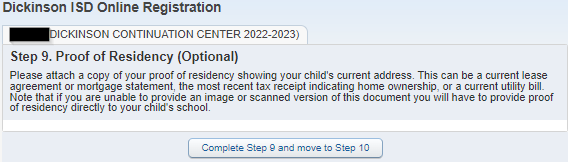 Dickinson ISD Online Registration
DICKINSON CONTINUATION CENTER 2022-2023)
Step 9. Proof of Residency (Optional)
Please attach a copy of your proof of residency showing your child's current address. This can be a current lease
agreement or mortgage statement, the most recent tax receipt indicating home ownership, or a current utility bill.
Note that if you are unable to provide an image or scanned version of this document you will have to provide proof
of residency directly to your child's school.
Complete Step 9 and move to Step 10